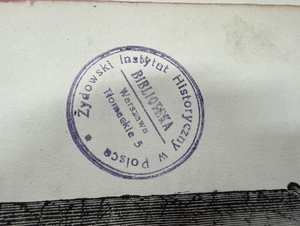 Żydowski Instytut Historyczny w Polsce *
BIBLIOTEKA
Warszawa
Tłomackie 5